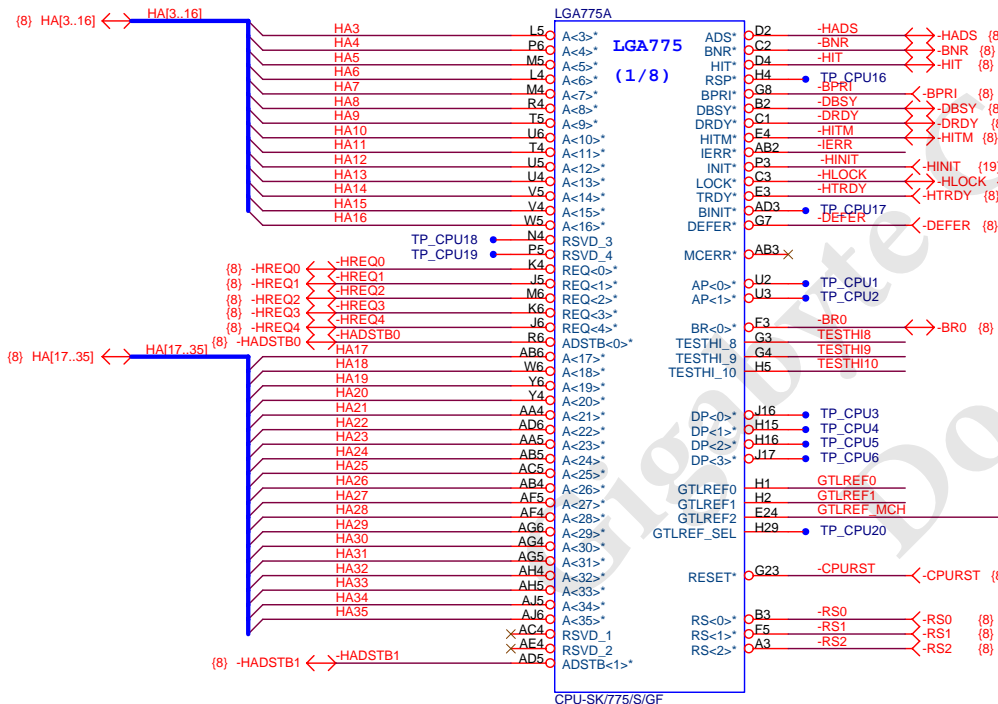 LGA775A
LGA775
(1/8)
{8} HA[3..16] HA[3..16]
HA3 L5 A<3>* ADS* D2 -HADS -HADS {8
HA4 P6 A<4>* BNR* C2 -BNR -BNR {8}
HA5 M5 A<5>* HIT* D4 -HIT -HIT {8}
HA6 L4 A<6>* RSP* H4 TP_CPU16
HA7 M4 A<7>* BPRI* G8 -BPRI -BPRI {8}
HA8 R4 A<8>* DBSY* B2 -DBSY -DBSY {8
HA9 T5 A<9>* DRDY* C1 -DRDY -DRDY {8
HA10 U6 A<10>* HITM* E4 -HITM -HITM {8}
HA11 T4 A<11>* IERR* AB2 -IERR
HA12 U5 A<12>* INIT* P3 -HINIT -HINIT {19}
HA13 U4 A<13>* LOCK* C3 -HLOCK -HLOCK
HA14 V5 A<14>* TRDY* E3 -HTRDY -HTRDY {8}
HA15 V4 A<15>* BINIT* AD3 TP_CPU17
HA16 W5 A<16>* DEFER* G7 -DEFER -DEFER {8}
TP_CPU18 N4 RSVD_3
TP_CPU19 P5 RSVD_4 MCERR* AB3
{8} -HREQ0 -HREQ0 K4 REQ<0>*
{8} -HREQ1 -HREQ1 J5 REQ<1>* AP<0>* U2 TP_CPU1
{8} -HREQ2 -HREQ2 M6 REQ<2>* AP<1>* U3 TP_CPU2
{8} -HREQ3 -HREQ3 K6 REQ<3>*
{8} -HREQ4 -HREQ4 J6 REQ<4>* BR<0>* F3 -BR0 -BR0 {8}
{8} -HADSTB0 -HADSTB0 R6 ADSTB<0>* TESTHI_8 G3 TESTHI8
{8} HA[17..35] HA[17..35]
HA17 AB6 A<17>* TESTHI_9 G4 TESTHI9
HA18 W6 A<18>* TESTHI_10 H5 TESTHI10
HA19 Y6 A<19>*
HA20 Y4 A<20>*
HA21 AA4 A<21>* DP<0>* J16 TP_CPU3
HA22 AD6 A<22>* DP<1>* H15 TP_CPU4
HA23 AA5 A<23>* DP<2>* H16 TP_CPU5
HA24 AB5 A<24>* DP<3>* J17 TP_CPU6
HA25 AC5 A<25>*
HA26 AB4 A<26>* GTLREF0 H1 GTLREF0
HA27 AF5 A<27>* GTLREF1 H2 GTLREF1
HA28 AF4 A<28>* GTLREF2 E24 GTLREF_MCH
HA29 AG6 A<29>* GTLREF_SEL H29 TP_CPU20
HA30 AG4 A<30>*
HA31 AG5 A<31>*
HA32 AH4 A<32>* RESET* G23 -CPURST -CPURST {8
HA33 AH5 A<33>*
HA34 AJ5 A<34>*
HA35 AJ6 A<35>* RS<0>* B3 -RS0 -RS0 {8}
AC4 RSVD_1 RS<1>* F5 -RS1 -RS1 {8}
AE4 RSVD_2 RS<2>* A3 -RS2 -RS2 {8}
{8} -HADSTB1 -HADSTB1 AD5 ADSTB<1>*
CPU-SK/775/S/GF
Gigabyte C
Do